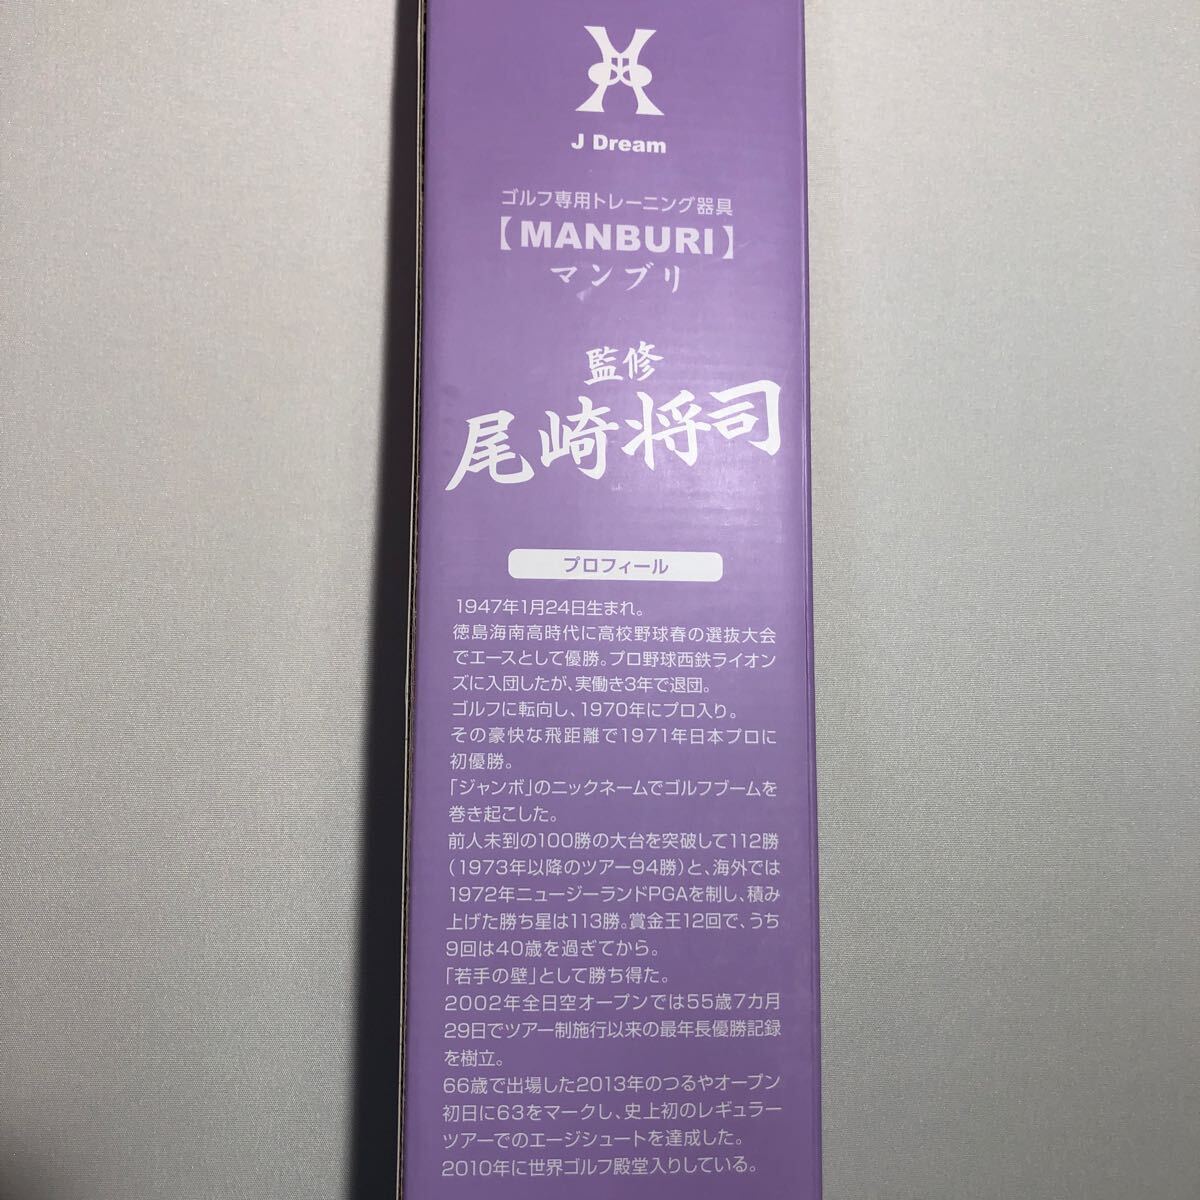 J Dream
ゴルフ専用トレーニング器具
【MANBURI】
マンブリ
監修
尾崎将司
プロフィール
1947年1月24日生まれ。
徳島海南高時代に高校野球春の選抜大会
でエースとして優勝。プロ野球西鉄ライオン
ズに入団したが、実働き3年で退団。
ゴルフに転向し、1970年にプロ入り。
その豪快な飛距離で1971年日本プロに
初優勝。
「ジャンボ」のニックネームでゴルフブームを
巻き起こした。
前人未到の100勝の大台を突破して112勝
(1973年以降のツアー94勝)と、海外では
1972年ニュージーランドPGAを制し、積み
上げた勝ち星は113勝。賞金王12回で、うち
9回は40歳を過ぎてから。
「若手の壁」として勝ち得た。
2002年全日空オープンでは55歳7カ月
29日でツアー制施行以来の最年長優勝記録
を樹立。
66歳で出場した2013年のつるやオープン
初日に63をマークし、史上初のレギュラー
ツアーでのエージシュートを達成した。
2010年に世界ゴルフ殿堂入りしている。